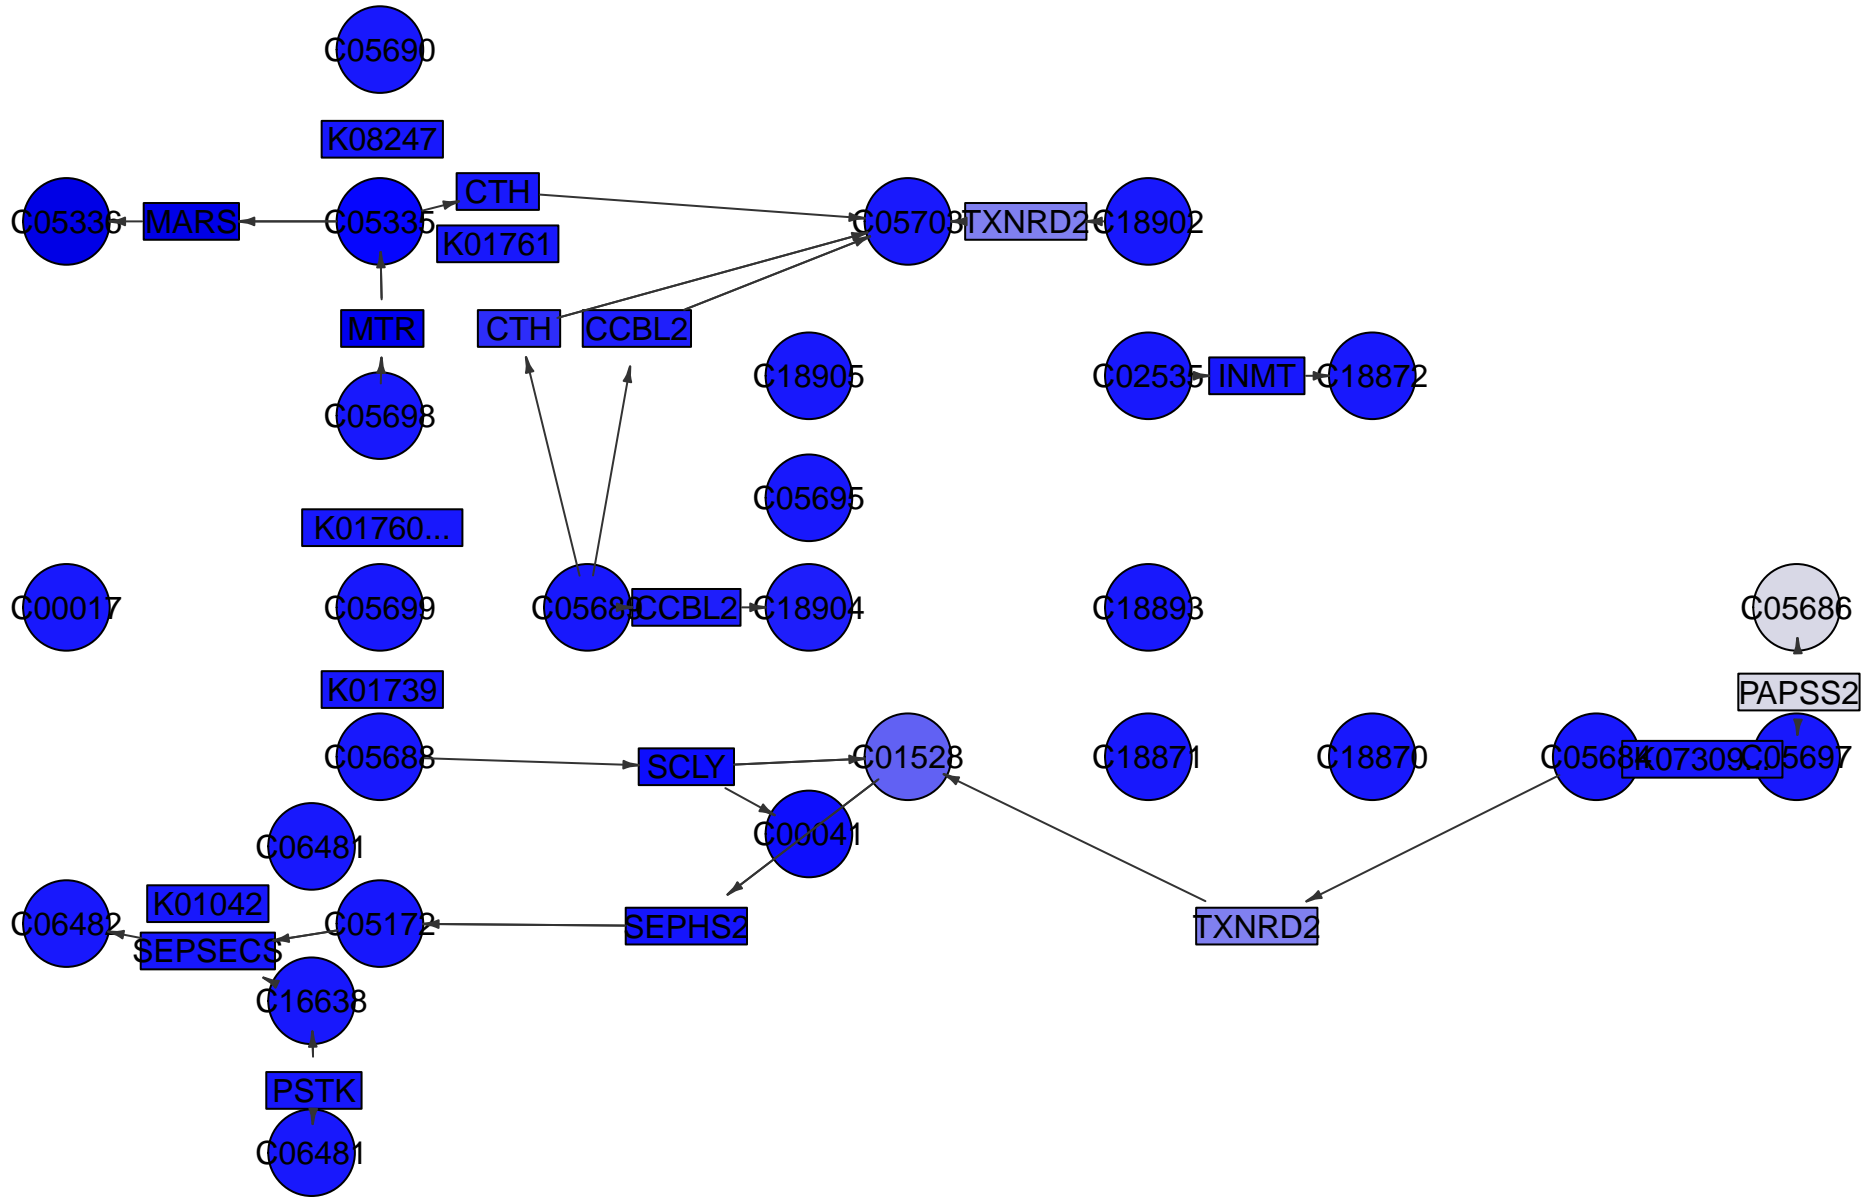 C05690
K08247
CTH
C05336
MARS
C05335
C05703
TXNRD2
C18902
K01761
MTR
CTH
CCBL2
C18905
C02535
INMT
C18872
C05698
C05695
K01760...
C00017
C05699
C05689
CCBL2
C18904
C18893
C05686
K01739
PAPSS2
C05688
SCLY
C01528
C18871
C18870
C05684
K07309...
C05697
C00041
C06481
K01042
C06482
C05172
SEPHS2
TXNRD2
SEPSECS
C16638
PSTK
C06481